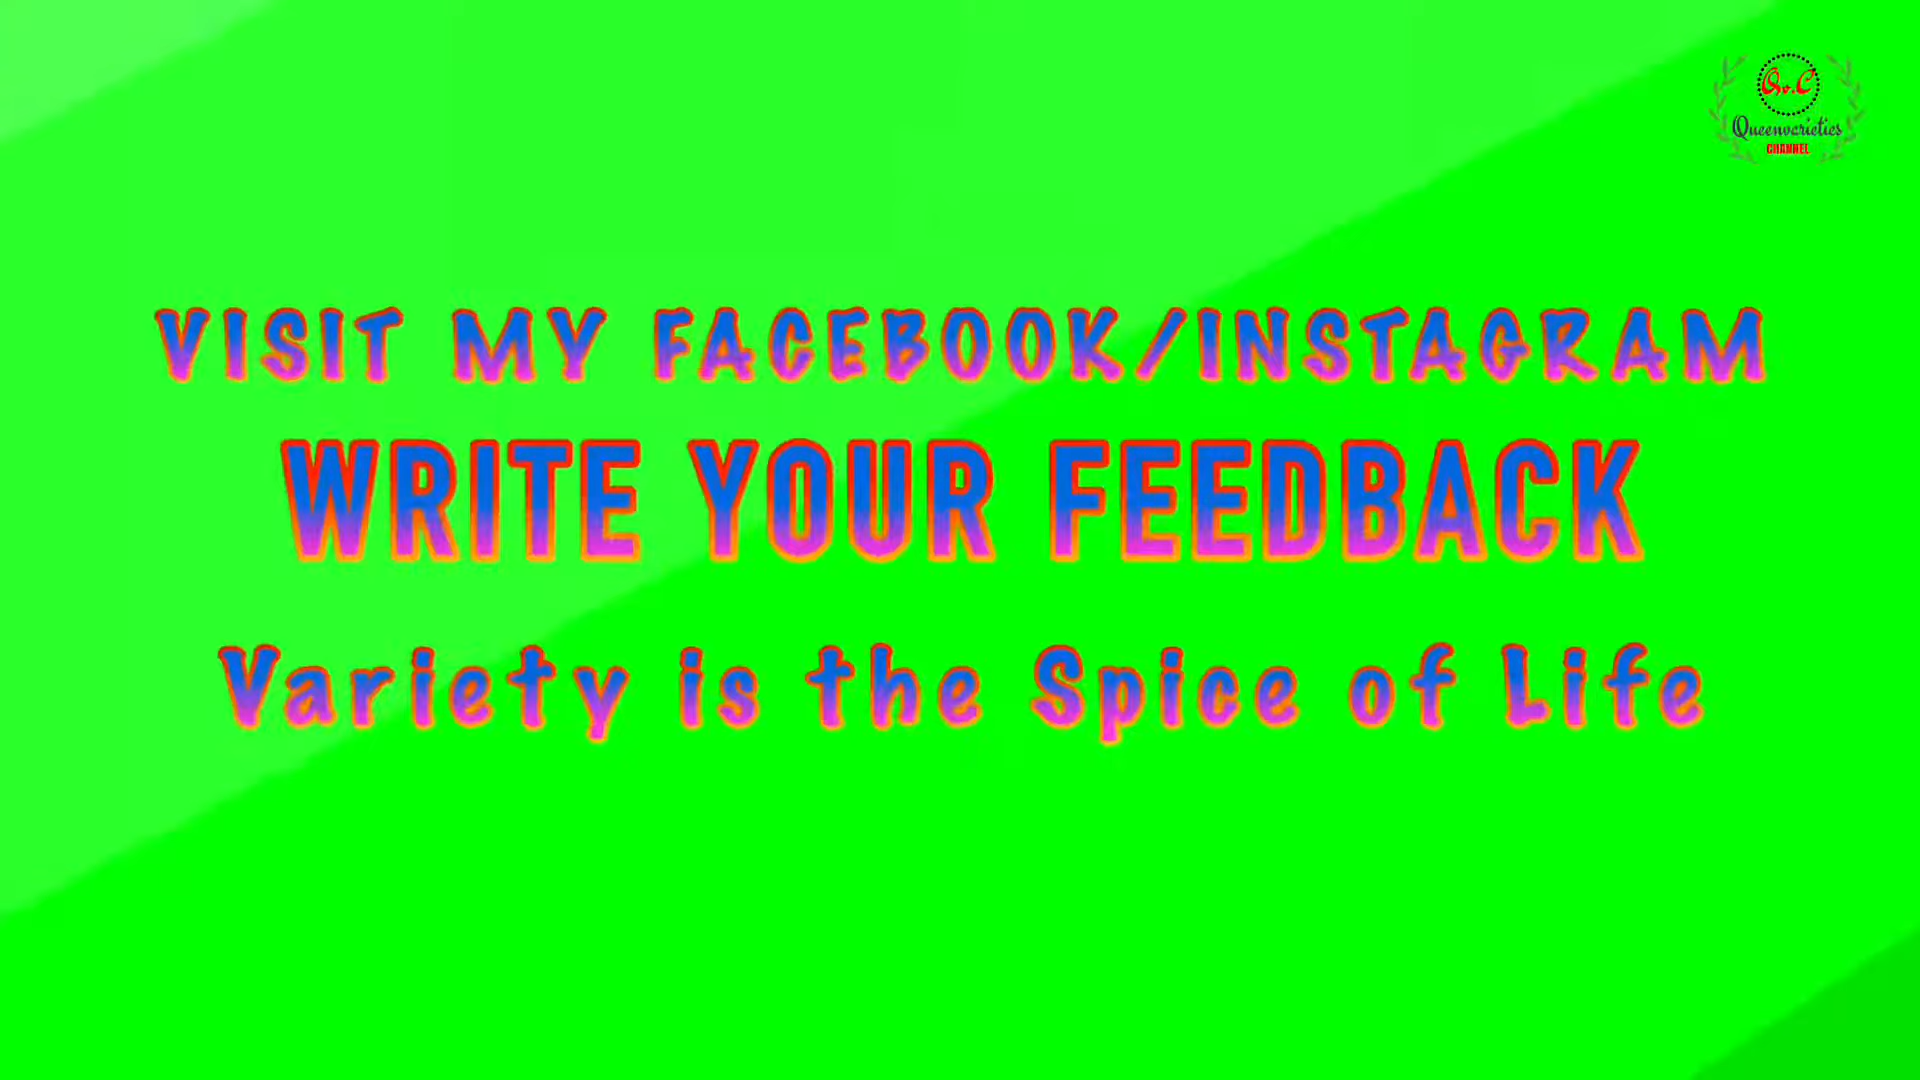 Q.v.C
Queenvarieties
CHANNEL
VISIT MY FACEBOOK/INSTAGRAM
WRITE YOUR FEEDBACK
Variety is the Spice of Life